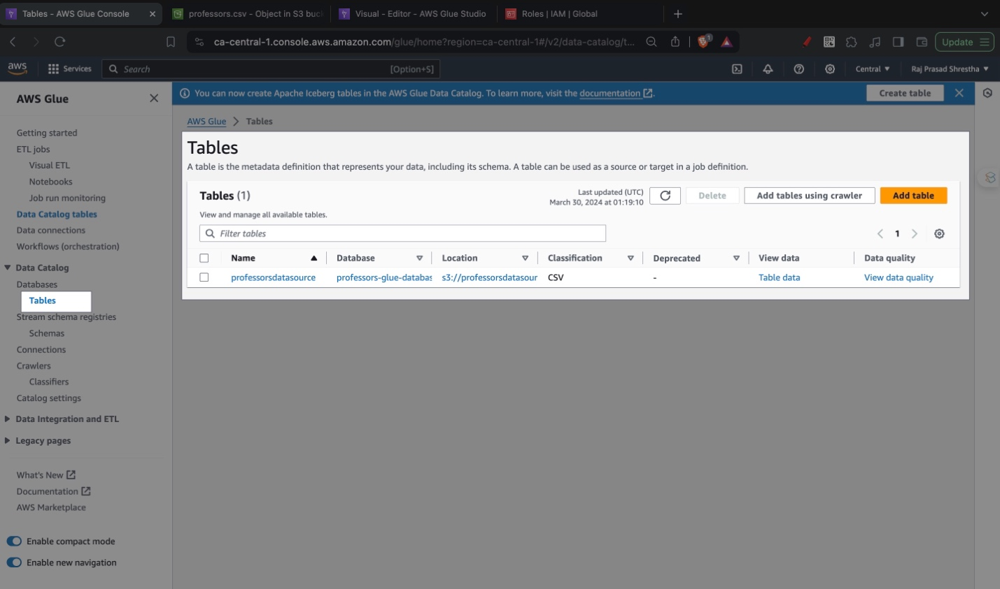 Tables - AWS Glue Console
professors.csv - Object in S3 buc
Visual - Editor - AWS Glue Studio
Roles | IAM | Global
ca-central-1.console.aws.amazon.com/glue/home?region=ca-central-1#/v2/data-catalog/t...
1
Update
aws
Services
Search
[Option+S]
Central
Raj Prasad Shrestha
AWS Glue
You can now create Apache Iceberg tables in the AWS Glue Data Catalog. To learn more, visit the documentation.
Create table
Getting started
ETL jobs
Visual ETL
Notebooks
Job run monitoring
Data Catalog tables
Data connections
Workflows (orchestration)
Data Catalog
Databases
Tables
Stream schema registries
Schemas
Connections
Crawlers
Classifiers
Catalog settings
Data Integration and ETL
Legacy pages
What's New
Documentation
AWS Marketplace
Enable compact mode
Enable new navigation
AWS Glue > Tables
Tables
A table is the metadata definition that represents your data, including its schema. A table can be used as a source or target in a job definition.
Tables (1)
Last updated (UTC)
March 30, 2024 at 01:19:10
Delete
Add tables using crawler
Add table
View and manage all available tables.
Filter tables
1
Name Database Location Classification Deprecated View data Data quality
professorsdatasource professors-glue-databas s3://professorsdatasour CSV - Table data View data quality